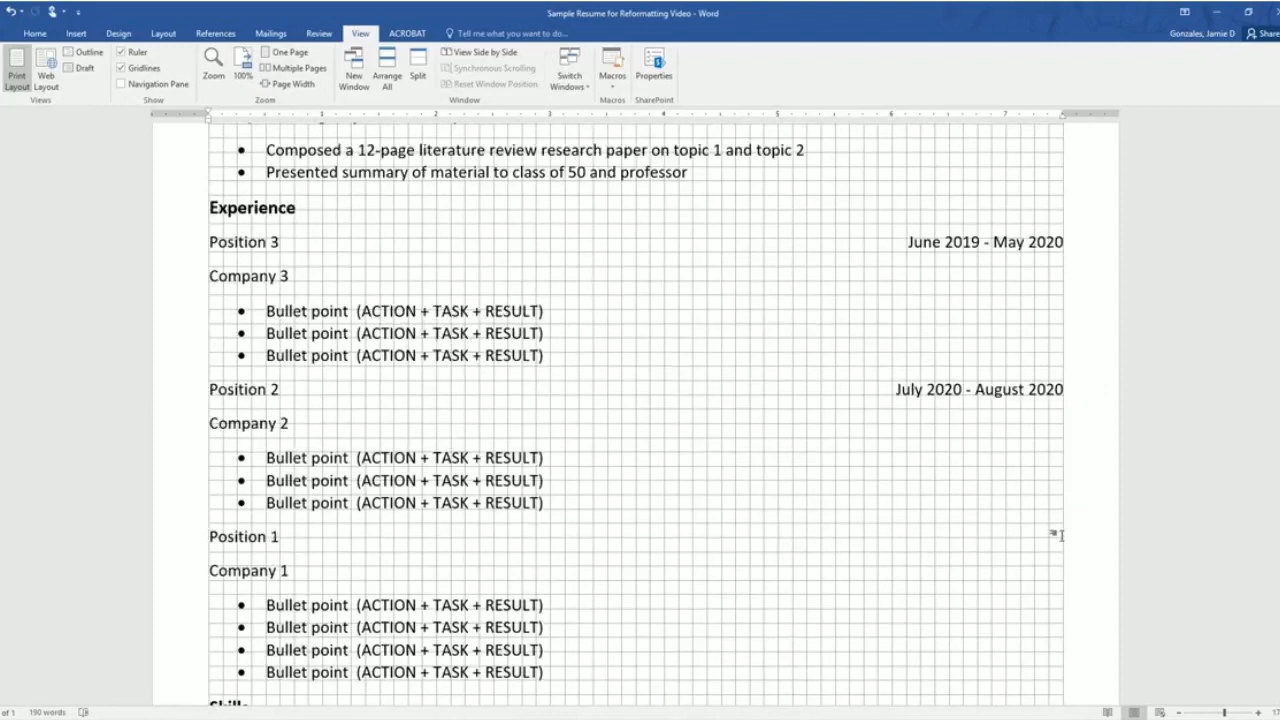 Sample Resume for Reformatting Video - Word
Home Insert Design Layout References Mailings Review View ACROBAT Tell me what you want to do... Gonzales, Jamie D Share
Print Layout Web Layout Outline Draft
Views
Ruler Gridlines Navigation Pane
Show
Zoom 100% One Page Multiple Pages Page Width
Zoom
New Window Arrange All Split View Side by Side Synchronous Scrolling Reset Window Position Switch Windows
Window
Macros
Macros
Properties
SharePoint
1 2 3 4 5 6 7
• Composed a 12-page literature review research paper on topic 1 and topic 2
• Presented summary of material to class of 50 and professor
Experience
Position 3 June 2019 - May 2020
Company 3
• Bullet point (ACTION + TASK + RESULT)
• Bullet point (ACTION + TASK + RESULT)
• Bullet point (ACTION + TASK + RESULT)
Position 2 July 2020 - August 2020
Company 2
• Bullet point (ACTION + TASK + RESULT)
• Bullet point (ACTION + TASK + RESULT)
• Bullet point (ACTION + TASK + RESULT)
Position 1
Company 1
• Bullet point (ACTION + TASK + RESULT)
• Bullet point (ACTION + TASK + RESULT)
• Bullet point (ACTION + TASK + RESULT)
• Bullet point (ACTION + TASK + RESULT)
Skills
of 1 190 words 17